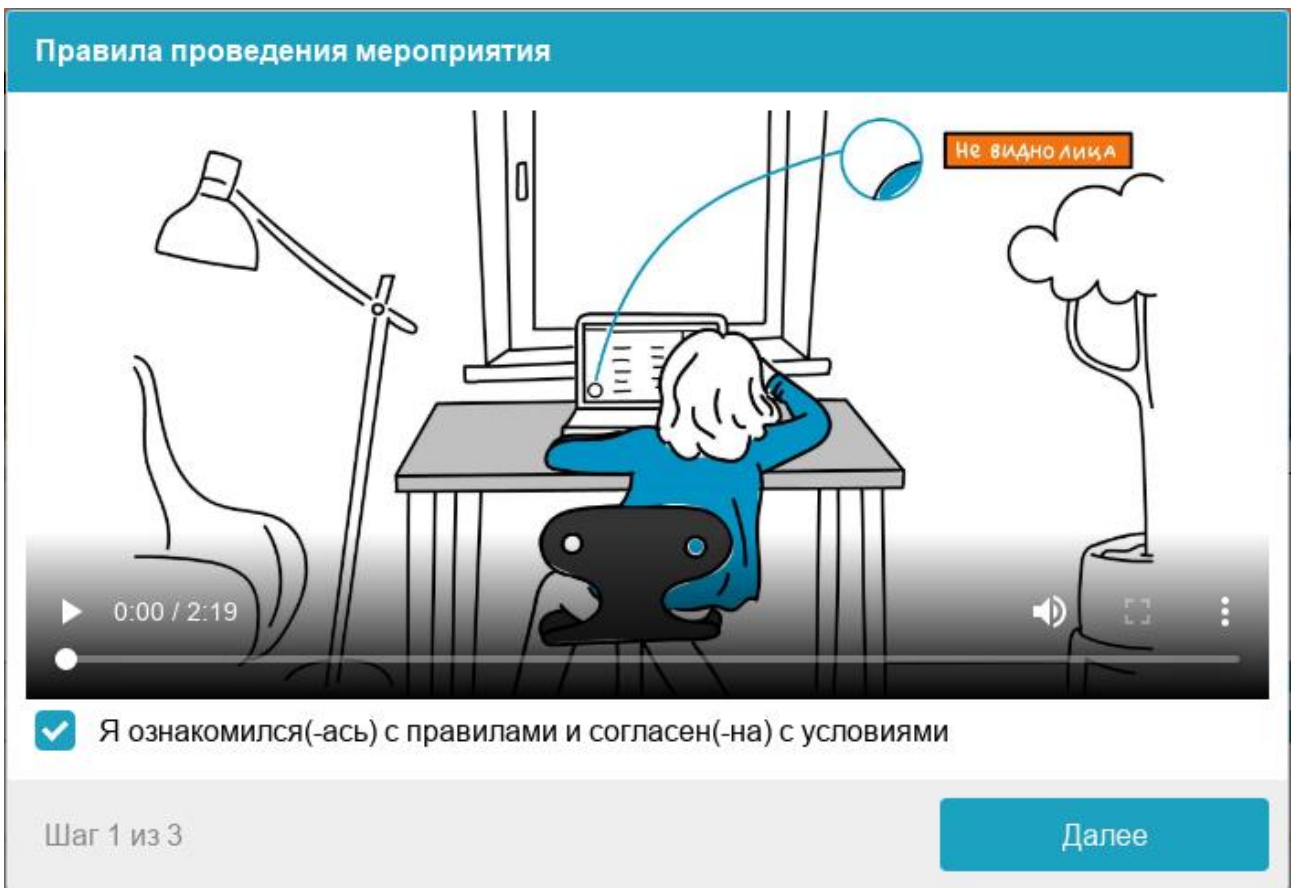 Правила проведения мероприятия
Не видно лица
0:00 / 2:19
Я ознакомился(-ась) с правилами и согласен(-на) с условиями
Шаг 1 из 3
Далее